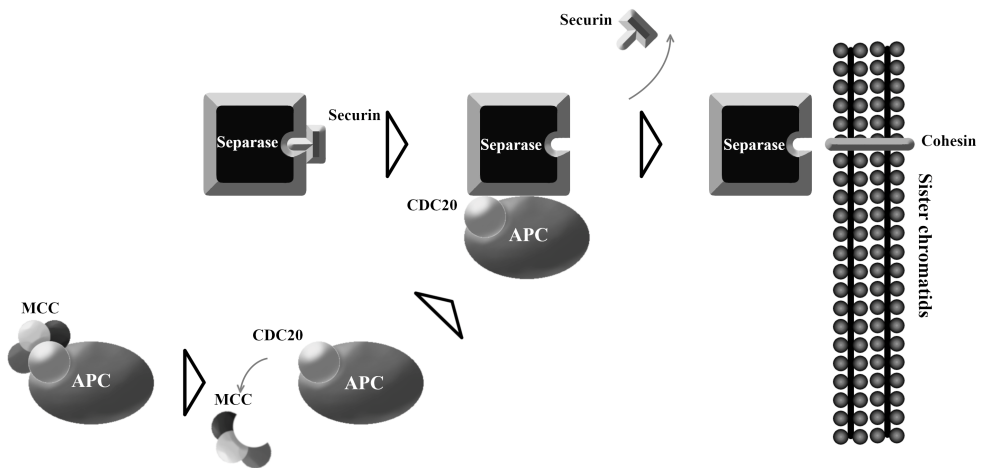 Securin
Securin
Separase
Separase
Separase
Cohesin
CDC20
APC
Sister chromatids
MCC
CDC20
APC
APC
MCC